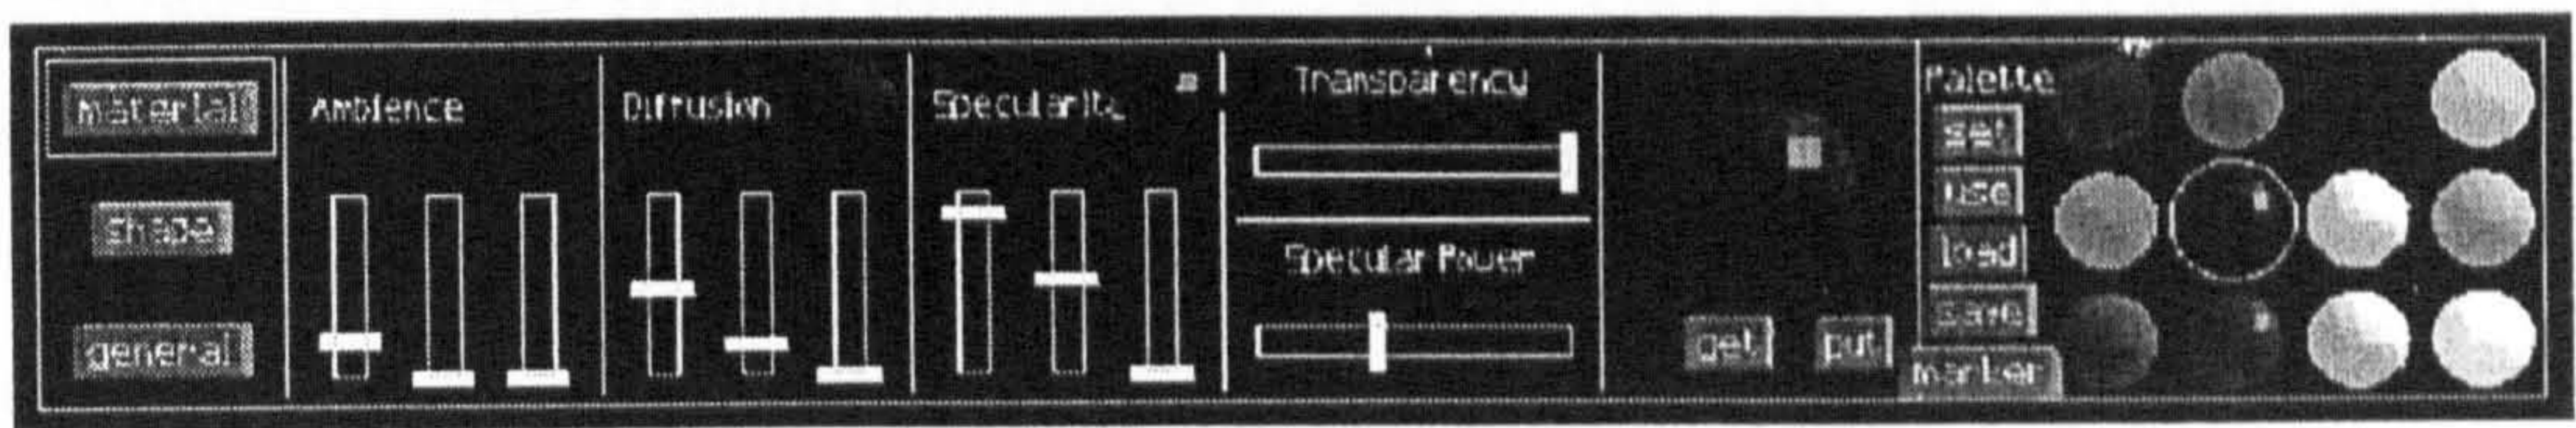 material
shape
general
Ambience
Diffusion
Specularity
Transparency
Specular Power
get
put
Palette
set
use
load
save
marker